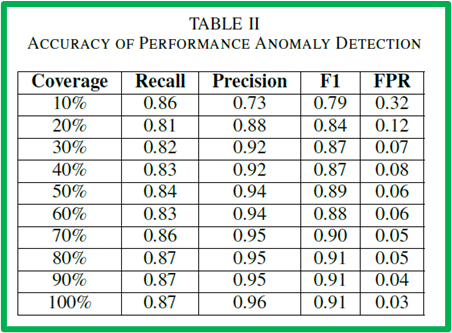 TABLE II
ACCURACY OF PERFORMANCE ANOMALY DETECTION
Coverage Recall Precision F1 FPR
10% 0.86 0.73 0.79 0.32
20% 0.81 0.88 0.84 0.12
30% 0.82 0.92 0.87 0.07
40% 0.83 0.92 0.87 0.08
50% 0.84 0.94 0.89 0.06
60% 0.83 0.94 0.88 0.06
70% 0.86 0.95 0.90 0.05
80% 0.87 0.95 0.91 0.05
90% 0.87 0.95 0.91 0.04
100% 0.87 0.96 0.91 0.03